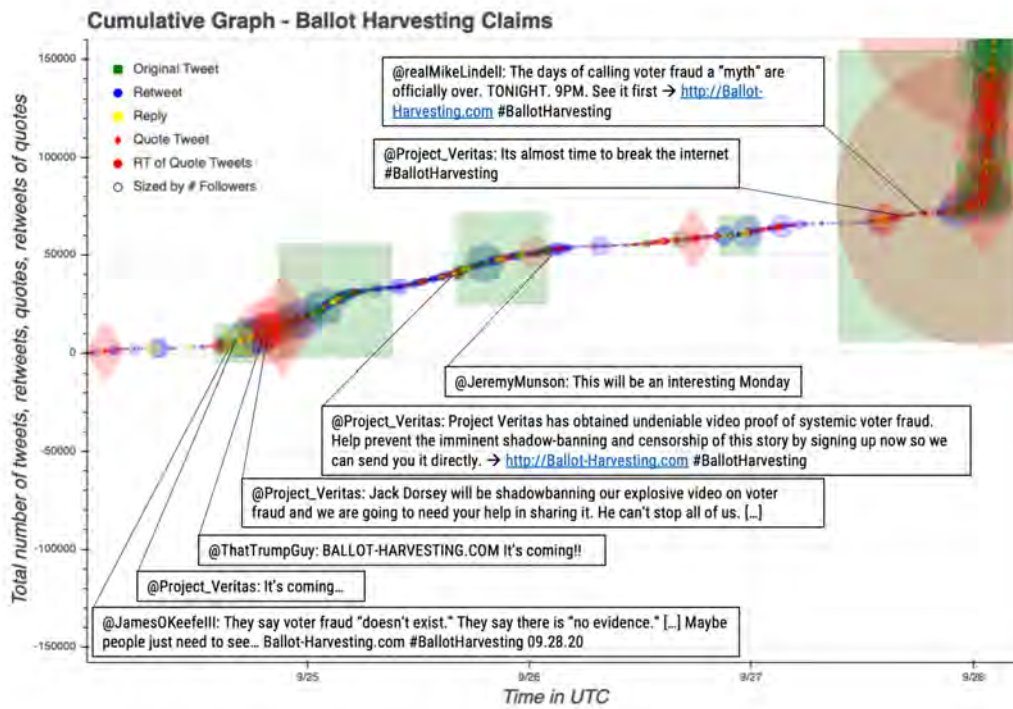 Cumulative Graph - Ballot Harvesting Claims
Total number of tweets, retweets, quotes, retweets of quotes
150000
100000
50000
0
-50000
-100000
-150000
Original Tweet
Retweet
Reply
Quote Tweet
RT of Quote Tweets
Sized by # Followers
@realMikeLindell: The days of calling voter fraud a "myth" are
officially over. TONIGHT. 9PM. See it first → http://Ballot-
Harvesting.com #BallotHarvesting
@Project_Veritas: Its almost time to break the internet
#BallotHarvesting
@JeremyMunson: This will be an interesting Monday
@Project_Veritas: Project Veritas has obtained undeniable video proof of systemic voter fraud.
Help prevent the imminent shadow-banning and censorship of this story by signing up now so we
can send you it directly. → http://Ballot-Harvesting.com #BallotHarvesting
@Project_Veritas: Jack Dorsey will be shadowbanning our explosive video on voter
fraud and we are going to need your help in sharing it. He can't stop all of us. […]
@ThatTrumpGuy: BALLOT-HARVESTING.COM It's coming!!
@Project_Veritas: It's coming…
@JamesOKeefeIII: They say voter fraud "doesn't exist." They say there is "no evidence." […] Maybe
people just need to see… Ballot-Harvesting.com #BallotHarvesting 09.28.20
9/25
9/26
9/27
9/28
Time in UTC